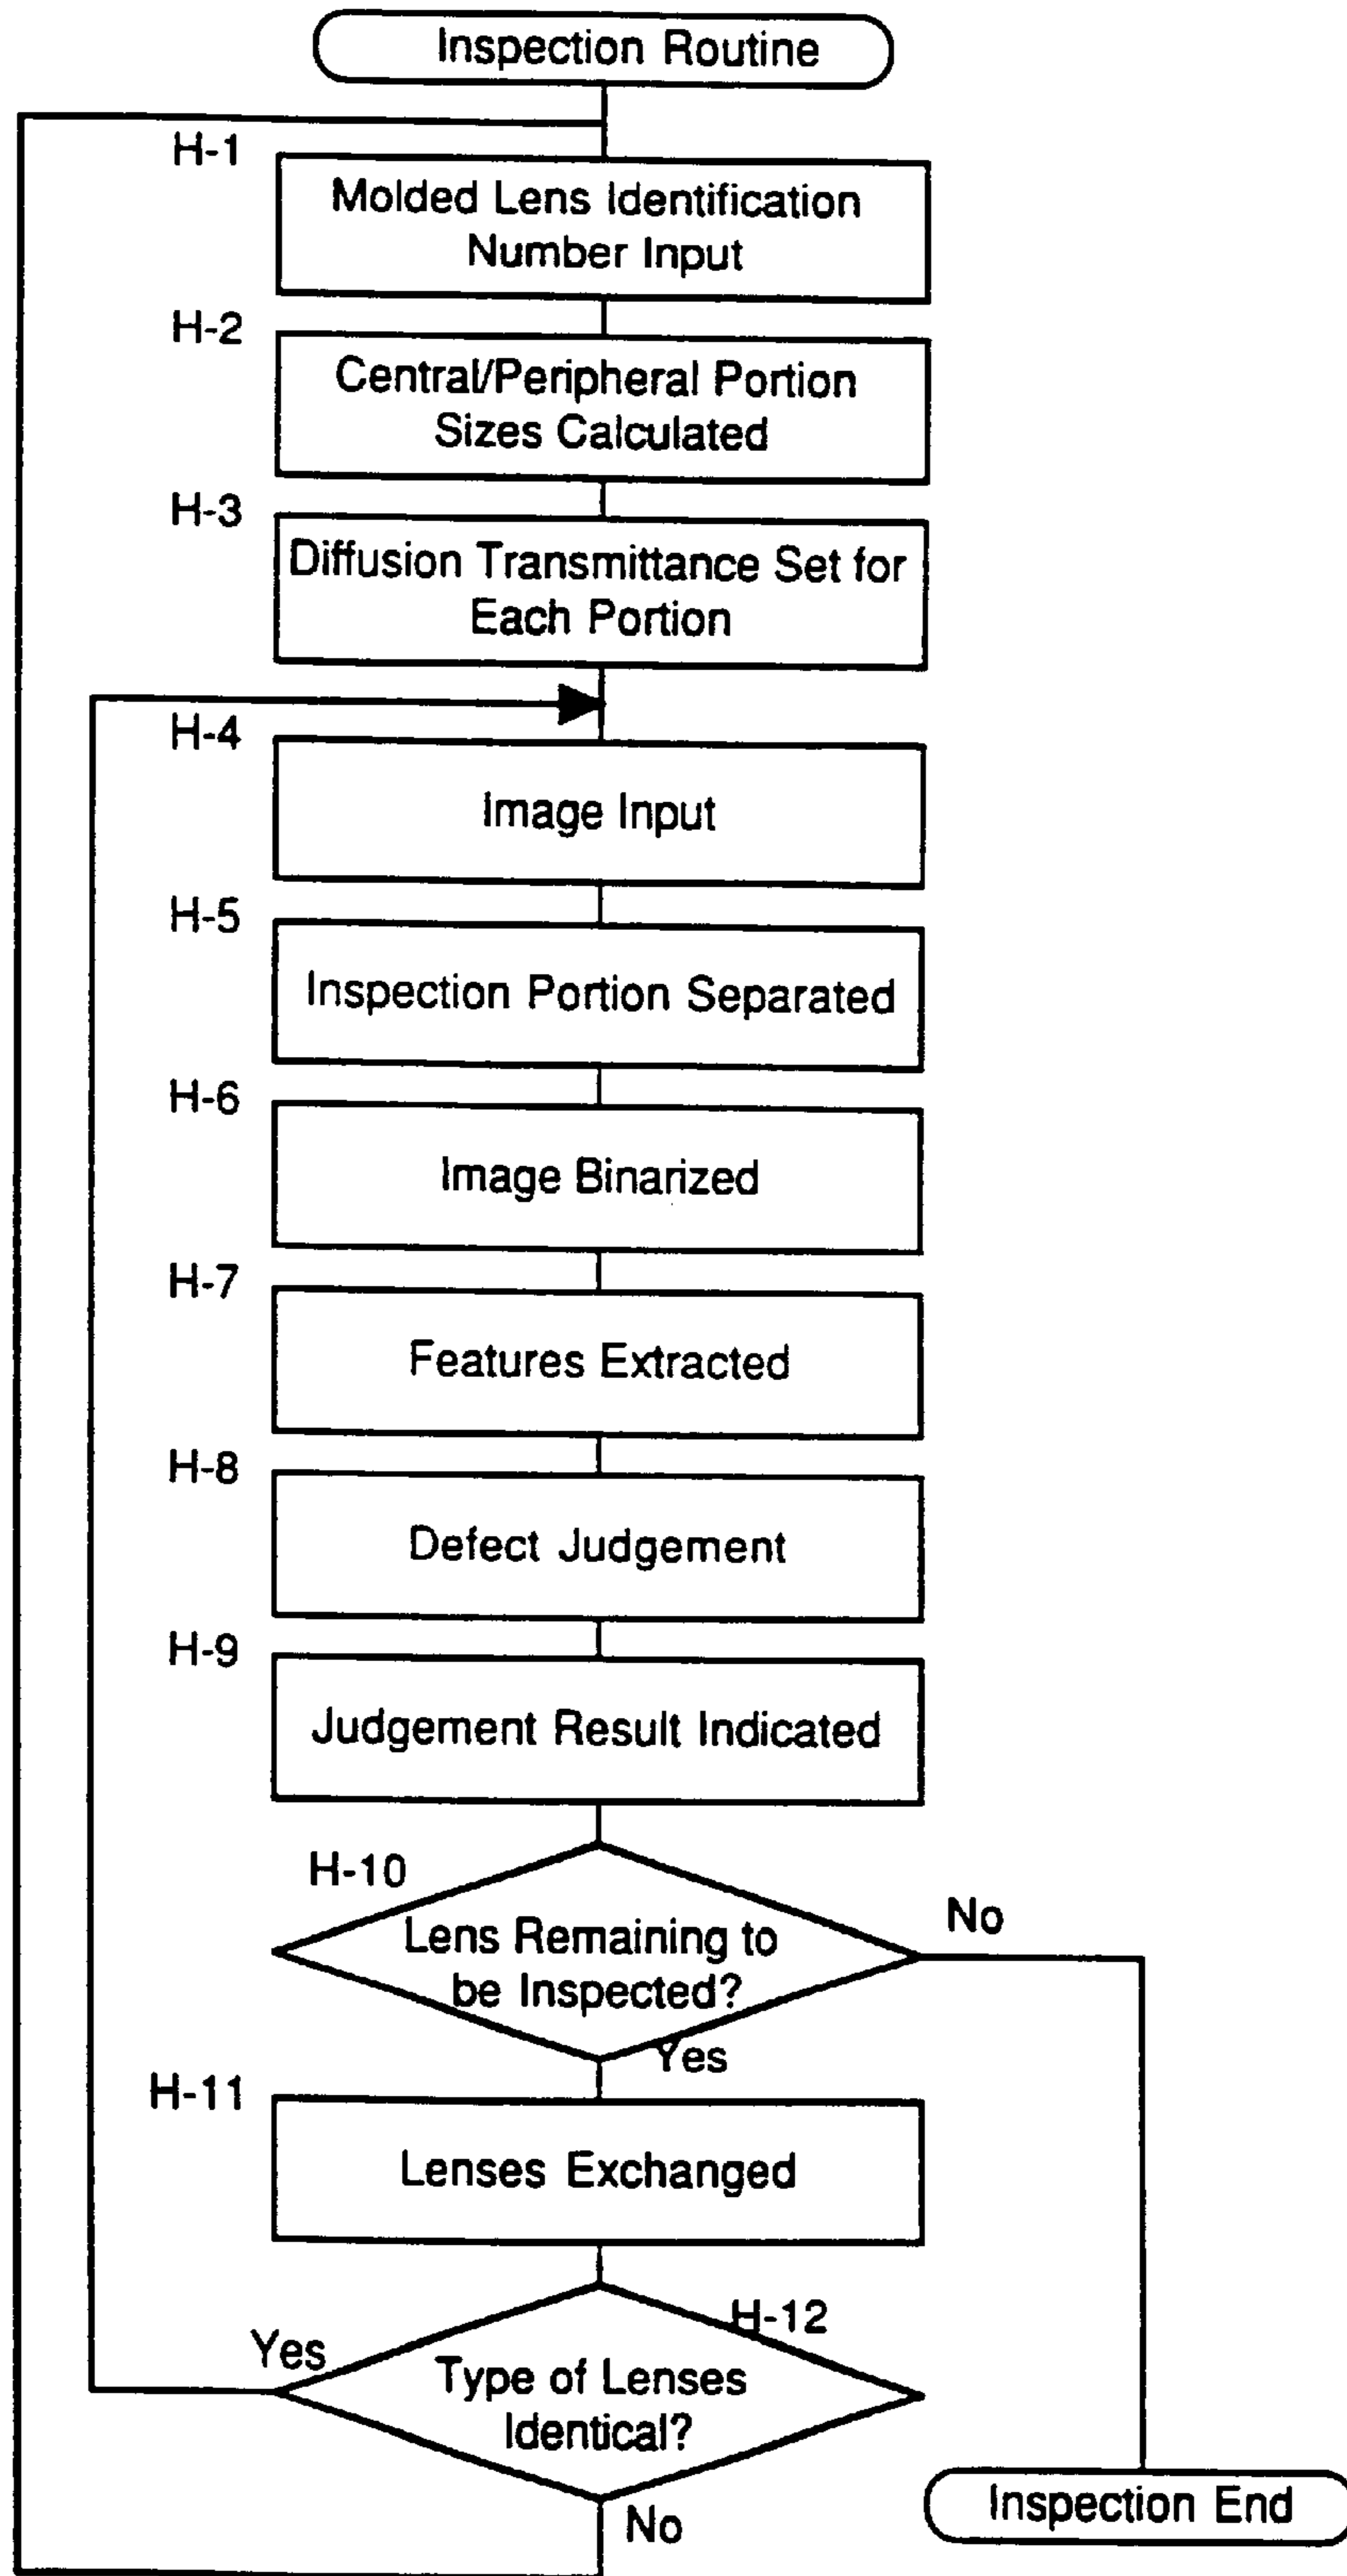 Inspection Routine
H-1
Molded Lens Identification
Number Input
H-2
Central/Peripheral Portion
Sizes Calculated
H-3
Diffusion Transmittance Set for
Each Portion
H-4
Image Input
H-5
Inspection Portion Separated
H-6
Image Binarized
H-7
Features Extracted
H-8
Defect Judgement
H-9
Judgement Result Indicated
H-10
No
Lens Remaining to
be Inspected?
Yes
H-11
Lenses Exchanged
H-12
Yes
Type of Lenses
Identical?
No
Inspection End